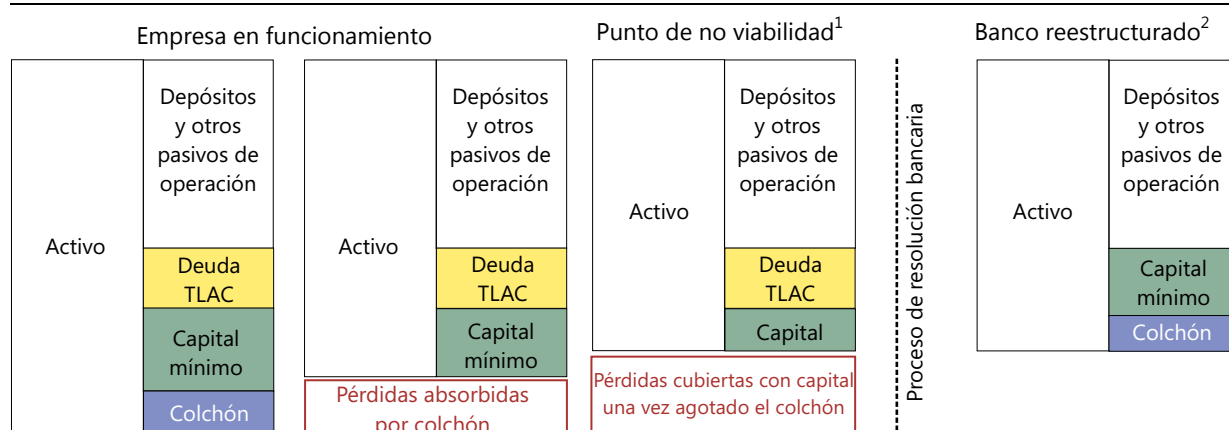 Empresa en funcionamiento
Punto de no viabilidad1
Banco reestructurado2
Activo
Depósitos
y otros
pasivos de
operación
Deuda
TLAC
Capital
mínimo
Colchón
Activo
Depósitos
y otros
pasivos de
operación
Deuda
TLAC
Capital
mínimo
Pérdidas absorbidas
por colchón
Activo
Depósitos
y otros
pasivos de
operación
Deuda
TLAC
Capital
Pérdidas cubiertas con capital
una vez agotado el colchón
Proceso de resolución bancaria
Activo
Depósitos
y otros
pasivos de
operación
Capital
mínimo
Colchón